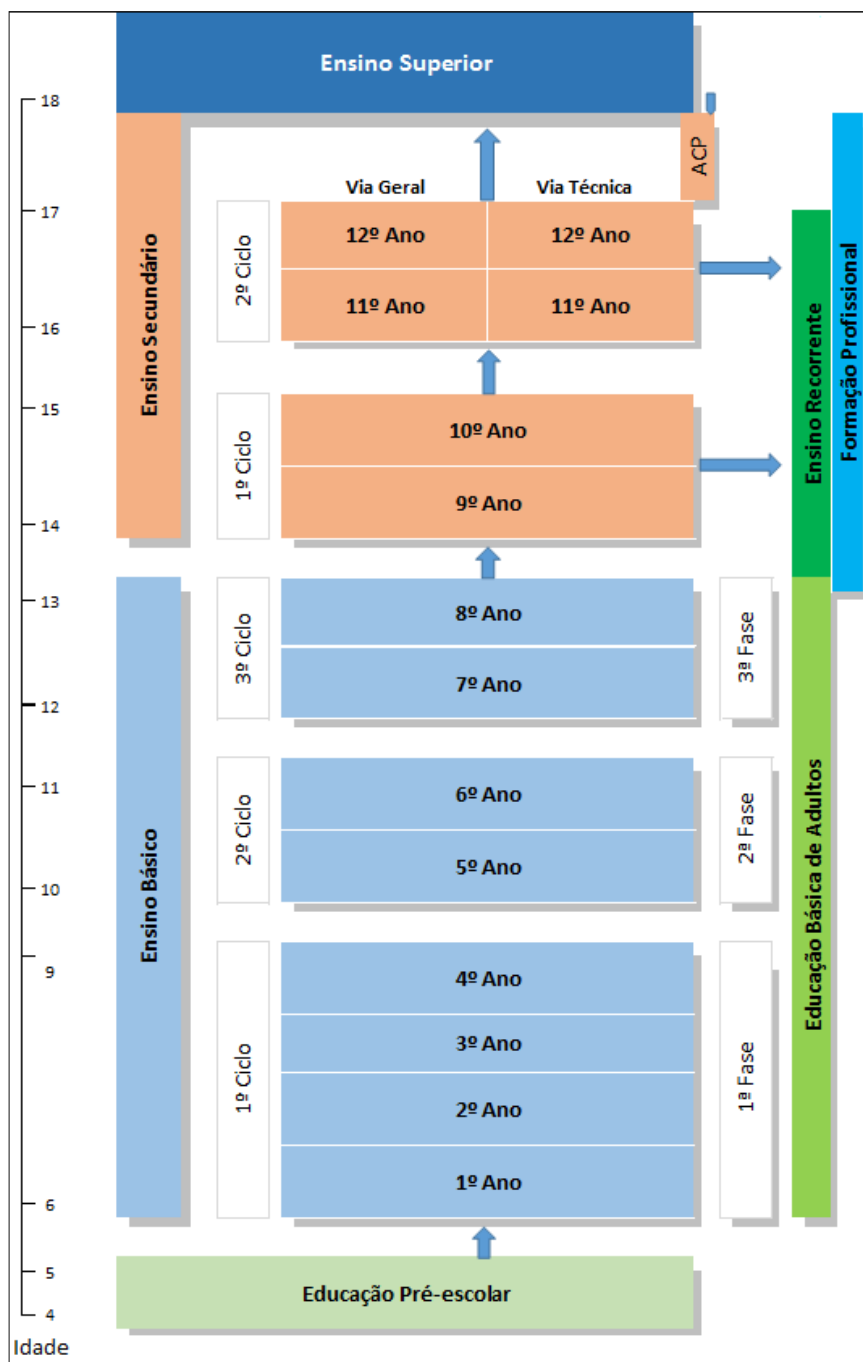 Ensino Superior
18
ACP
Via Geral
Via Técnica
17
12º Ano
12º Ano
2º Ciclo
11º Ano
11º Ano
16
Ensino Secundário
Ensino Recorrente
Formação Profissional
15
10º Ano
1º Ciclo
9º Ano
14
13
8º Ano
3º Ciclo
3ª Fase
7º Ano
12
11
6º Ano
2º Ciclo
2ª Fase
5º Ano
10
Ensino Básico
Educação Básica de Adultos
9
4º Ano
3º Ano
1º Ciclo
1ª Fase
2º Ano
1º Ano
6
5
Educação Pré-escolar
4
Idade